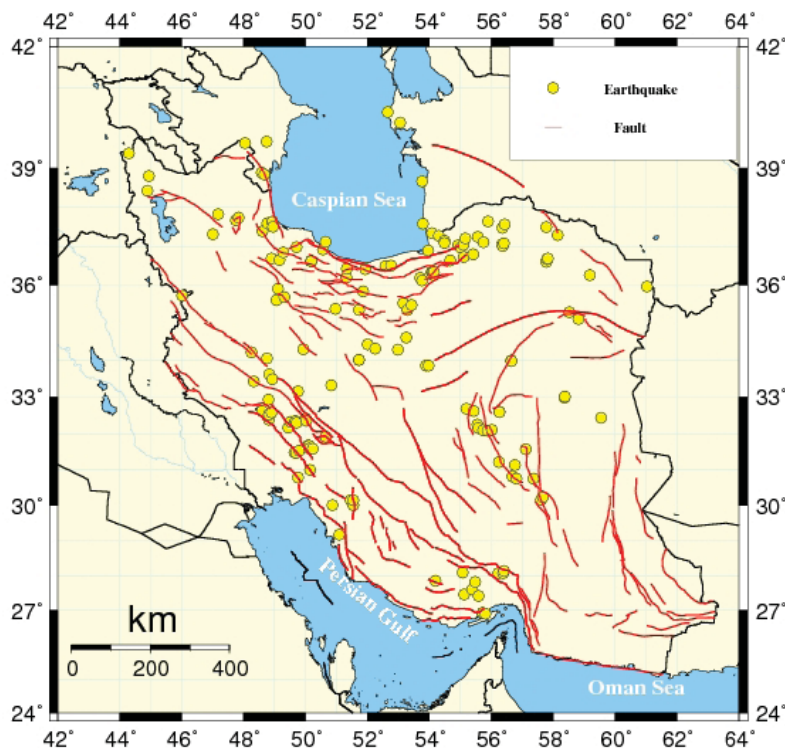 42° 44° 46° 48° 50° 52° 54° 56° 58° 60° 62° 64°
42° 42°
Earthquake
Fault
39° 39°
Caspian Sea
36° 36°
33° 33°
30° 30°
Persian Gulf
27° 27°
km
0 200 400
Oman Sea
24° 24°
42° 44° 46° 48° 50° 52° 54° 56° 58° 60° 62° 64°